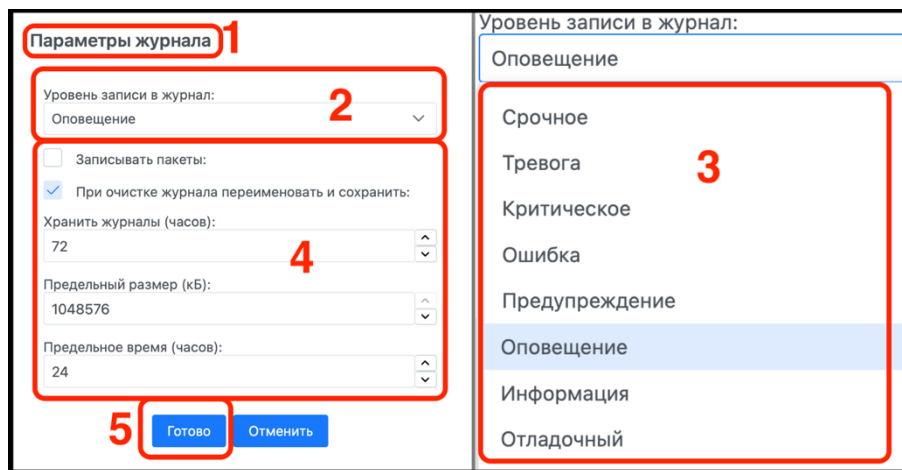 Параметры журнала 1
Уровень записи в журнал:
Оповещение
2
Записывать пакеты:
При очистке журнала переименовать и сохранить:
Хранить журналы (часов):
72
4
Предельный размер (кБ):
1048576
Предельное время (часов):
24
5
Готово
Отменить
Уровень записи в журнал:
Оповещение
Срочное
Тревога
3
Критическое
Ошибка
Предупреждение
Оповещение
Информация
Отладочный